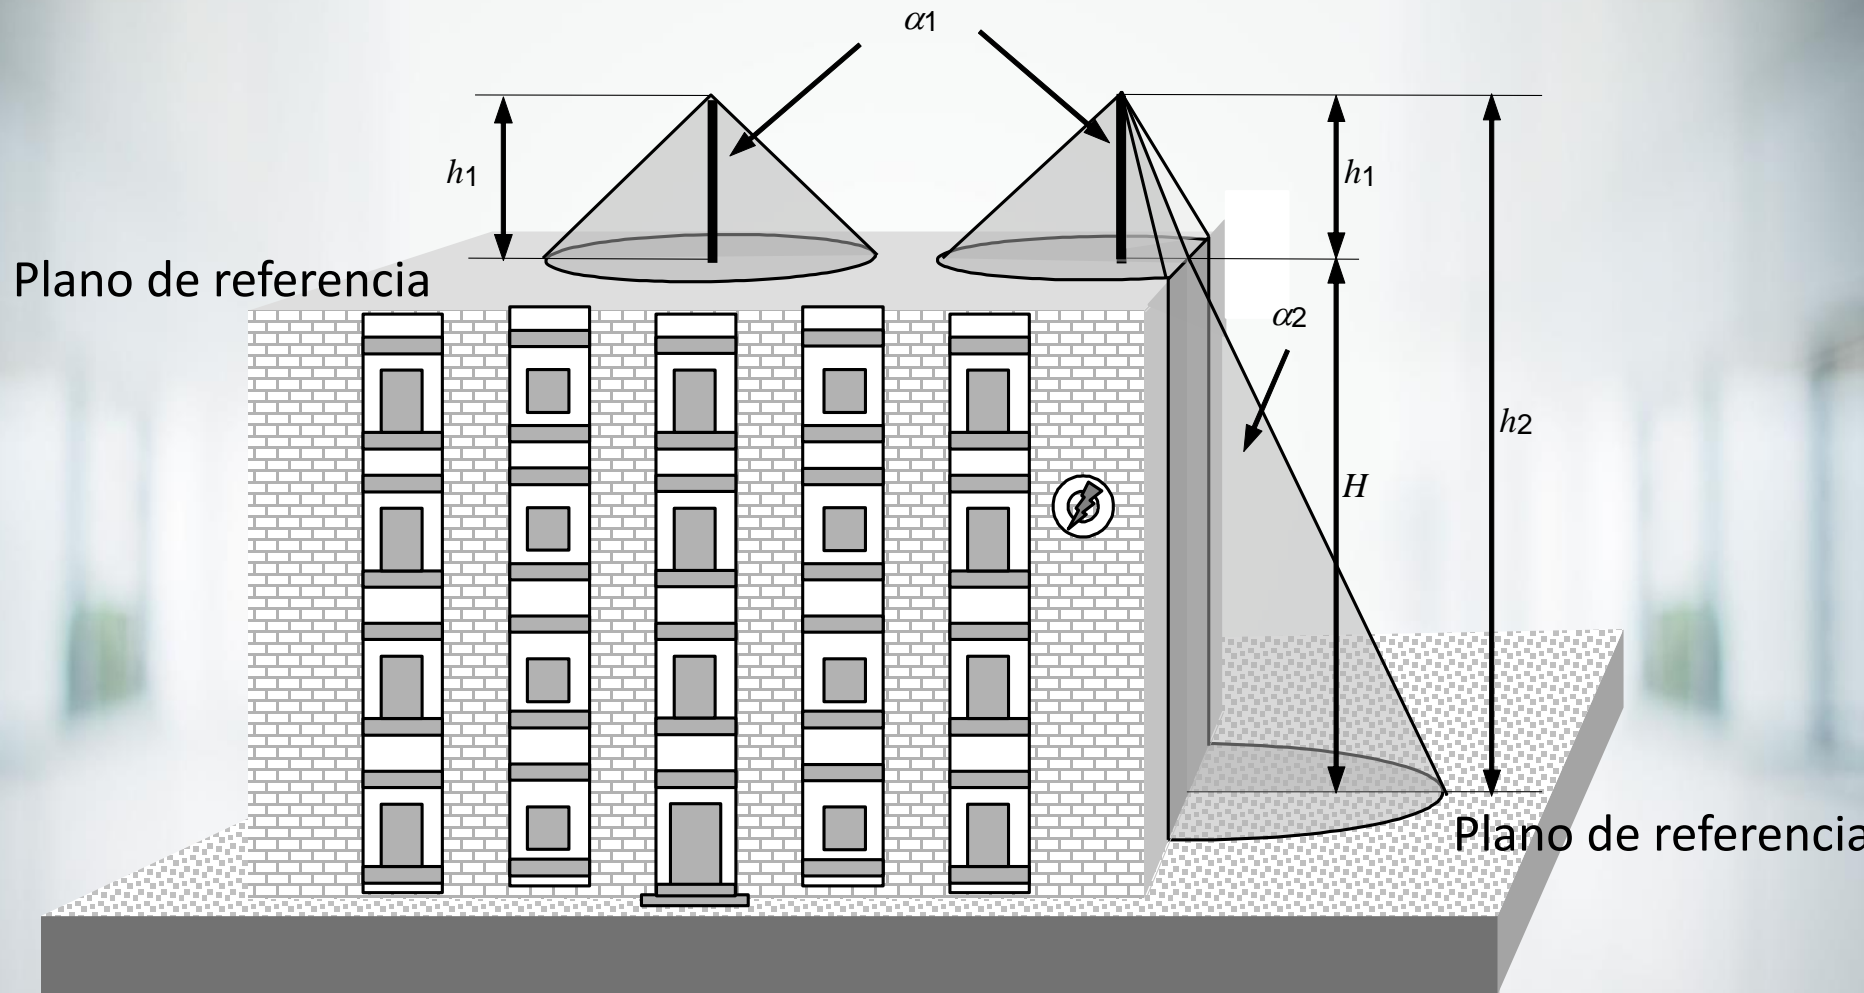 α1
h1
h1
Plano de referencia
α2
h2
H
Plano de referencia